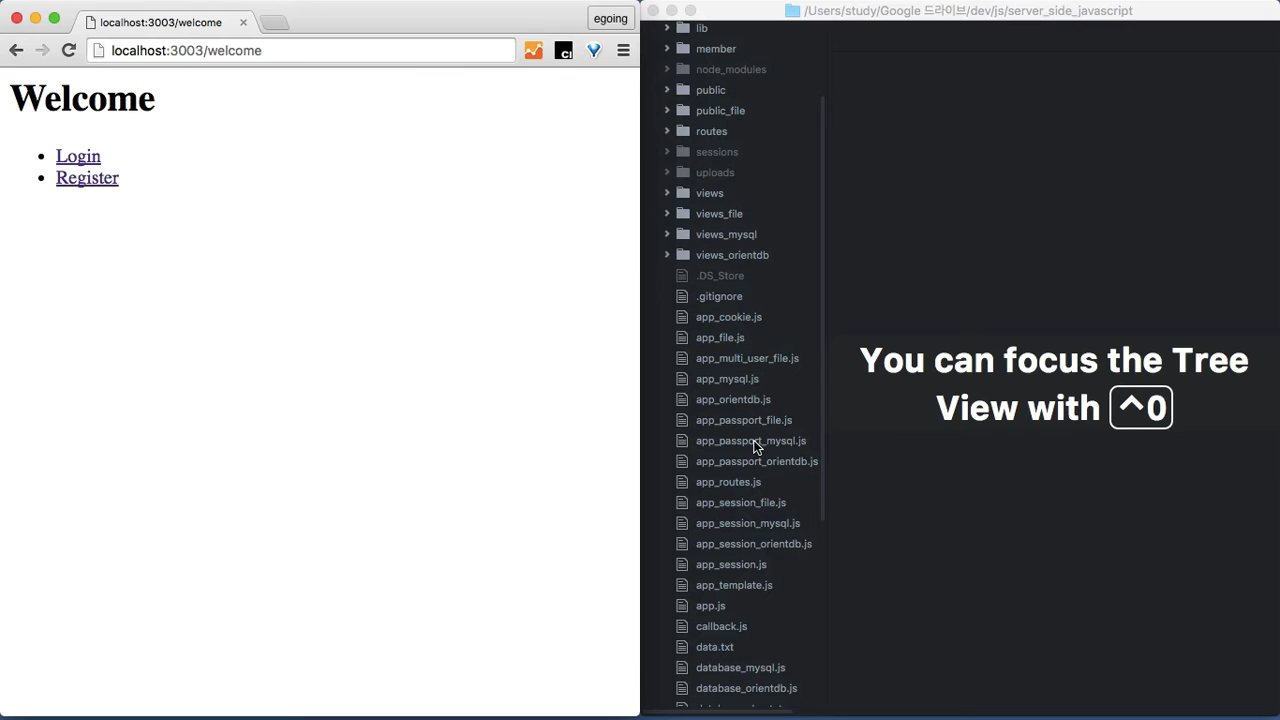 localhost:3003/welcome
egoing
localhost:3003/welcome
Welcome
Login
Register
/Users/study/Google 드라이브/dev/js/server_side_javascript
lib
member
node_modules
public
public_file
routes
sessions
uploads
views
views_file
views_mysql
views_orientdb
.DS_Store
.gitignore
app_cookie.js
app_file.js
app_multi_user_file.js
app_mysql.js
app_orientdb.js
app_passport_file.js
app_passport_mysql.js
app_passport_orientdb.js
app_routes.js
app_session_file.js
app_session_mysql.js
app_session_orientdb.js
app_session.js
app_template.js
app.js
callback.js
data.txt
database_mysql.js
database_orientdb.js
You can focus the Tree
View with ^0